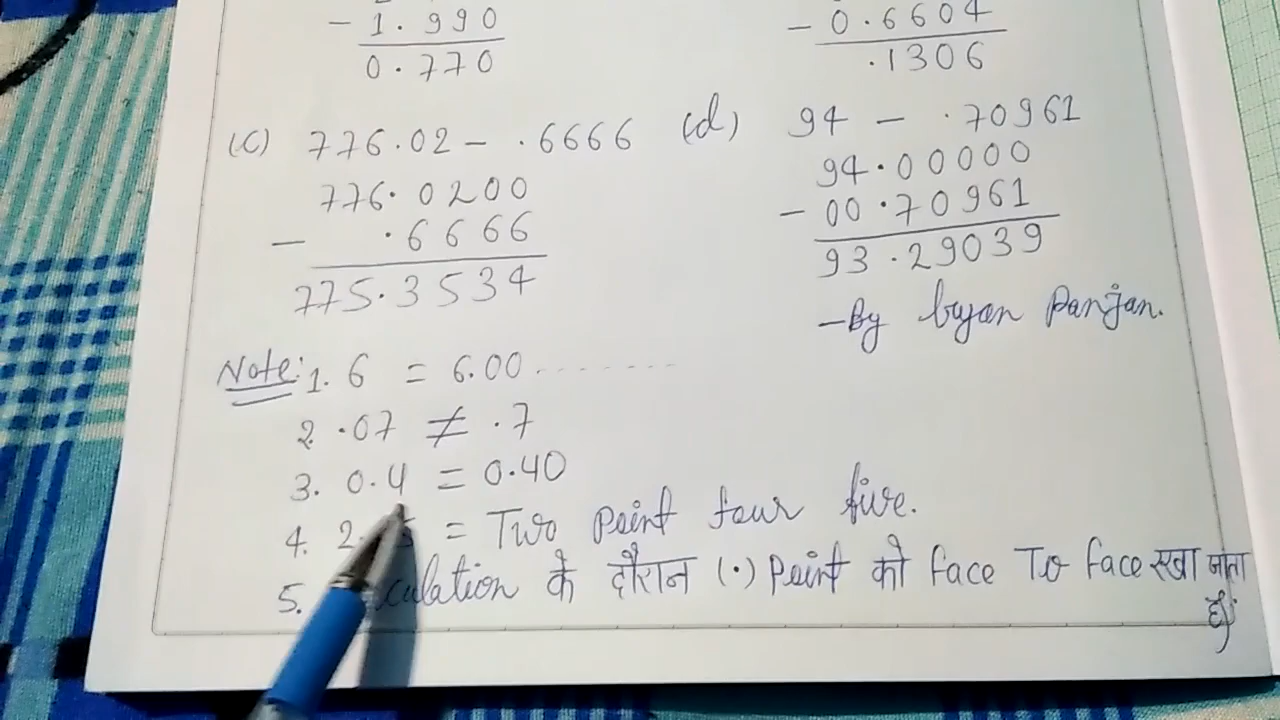 - 1.990
0.770
- 0.6604
.1306
(c) 776.02 - .6666
776.0200
- .6666
775.3534
(d) 94 - .70961
94.00000
- 00.70961
93.29039
-By Panjan.
Note: 1. 6 = 6.00.......
2. .07 ≠ .7
3. 0.4 = 0.40
4. 2. 5 = Two Point four five.
5. culation के दौरान (.) Point को face To face रखा जाता
है।